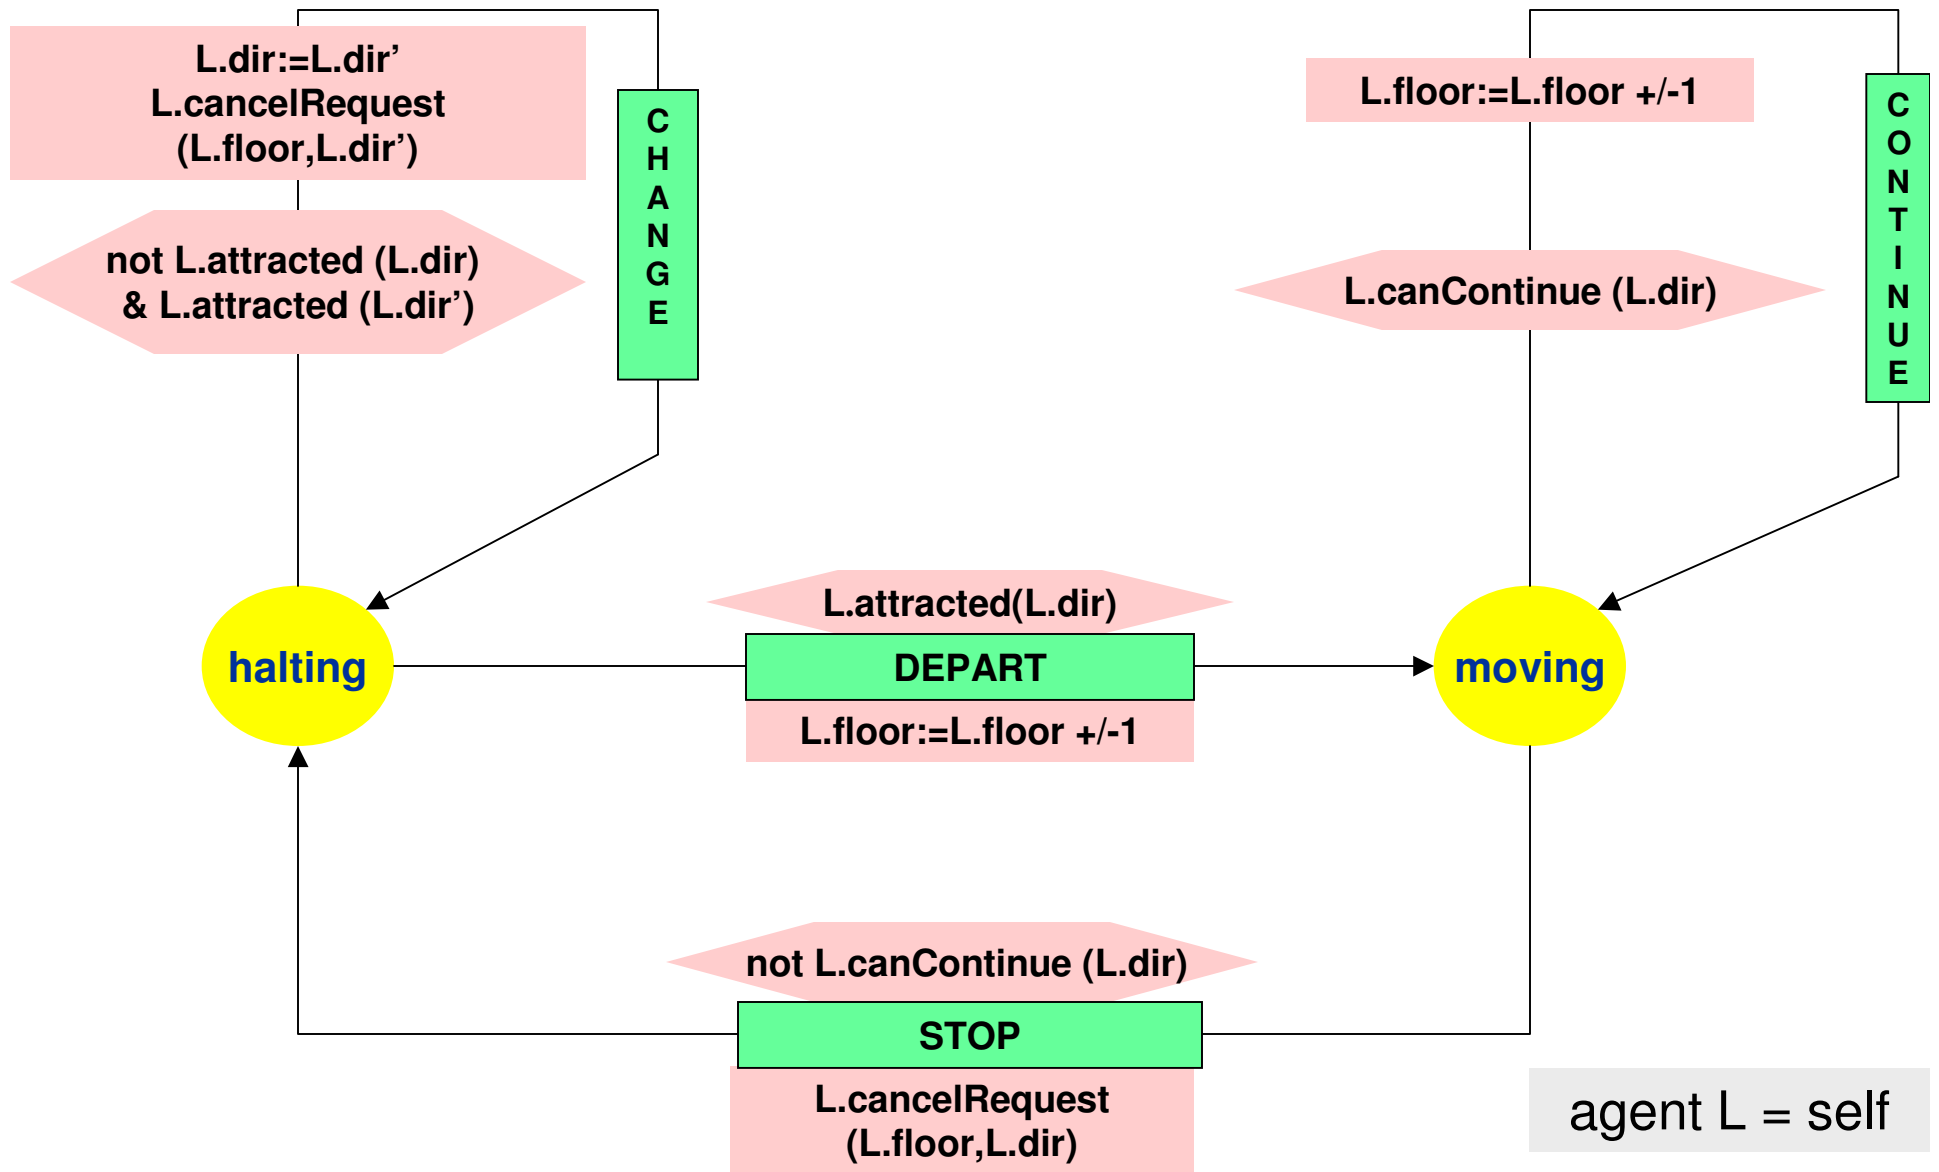 L.dir:=L.dir’
L.cancelRequest
(L.floor,L.dir’)
not L.attracted (L.dir)
& L.attracted (L.dir’)
C
H
A
N
G
E
L.floor:=L.floor +/-1
L.canContinue (L.dir)
C
O
N
T
I
N
U
E
halting
L.attracted(L.dir)
DEPART
L.floor:=L.floor +/-1
moving
not L.canContinue (L.dir)
STOP
L.cancelRequest
(L.floor,L.dir)
agent L = self